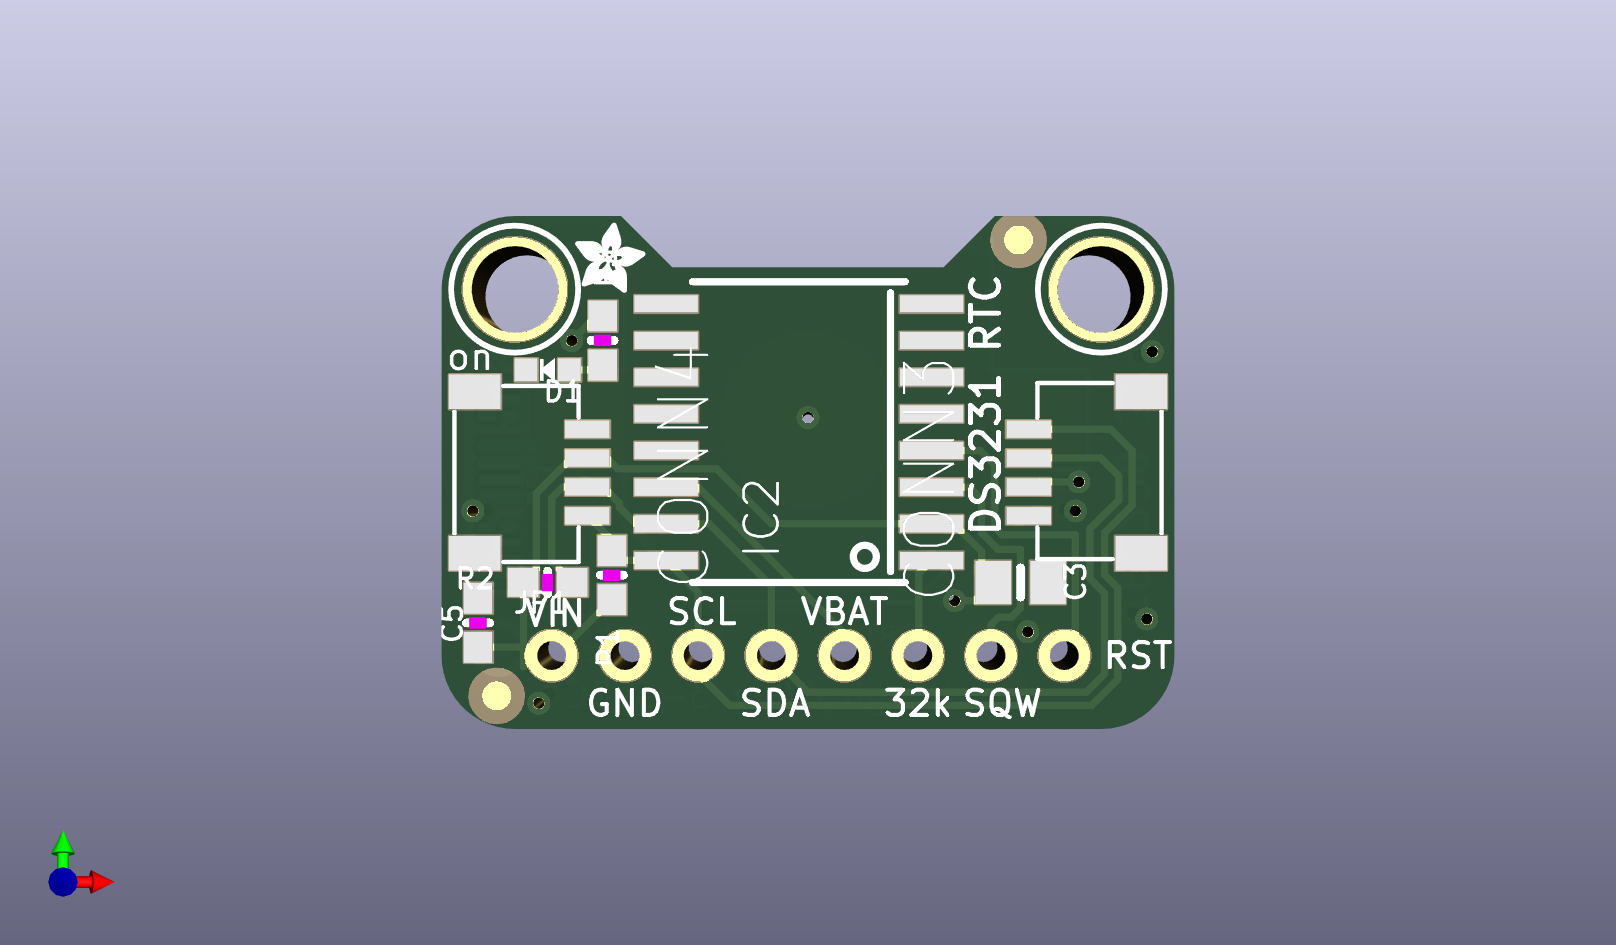 on
D1
RTC
DS3231
CONN4
IC2
CONN3
R2
C5
VIN
SCL
VBAT
C3
RST
GND
SDA
32k
SQW